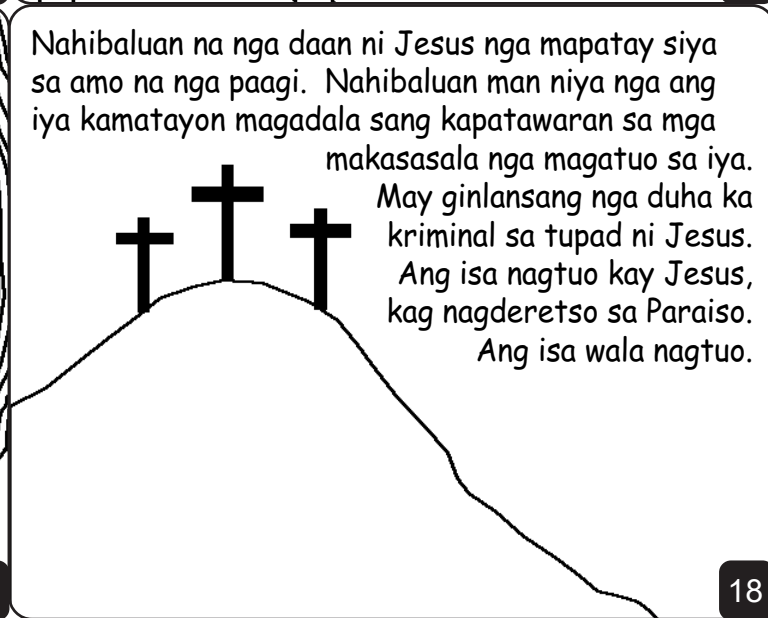 Nahibaluan na nga daan ni Jesus nga mapatay siya
sa amo na nga paagi. Nahibaluan man niya nga ang
iya kamatayon magadala sang kapatawaran sa mga
makasasala nga magatuo sa iya.
May ginlansang nga duha ka
kriminal sa tupad ni Jesus.
Ang isa nagtuo kay Jesus,
kag nagderetso sa Paraiso.
Ang isa wala nagtuo.
18